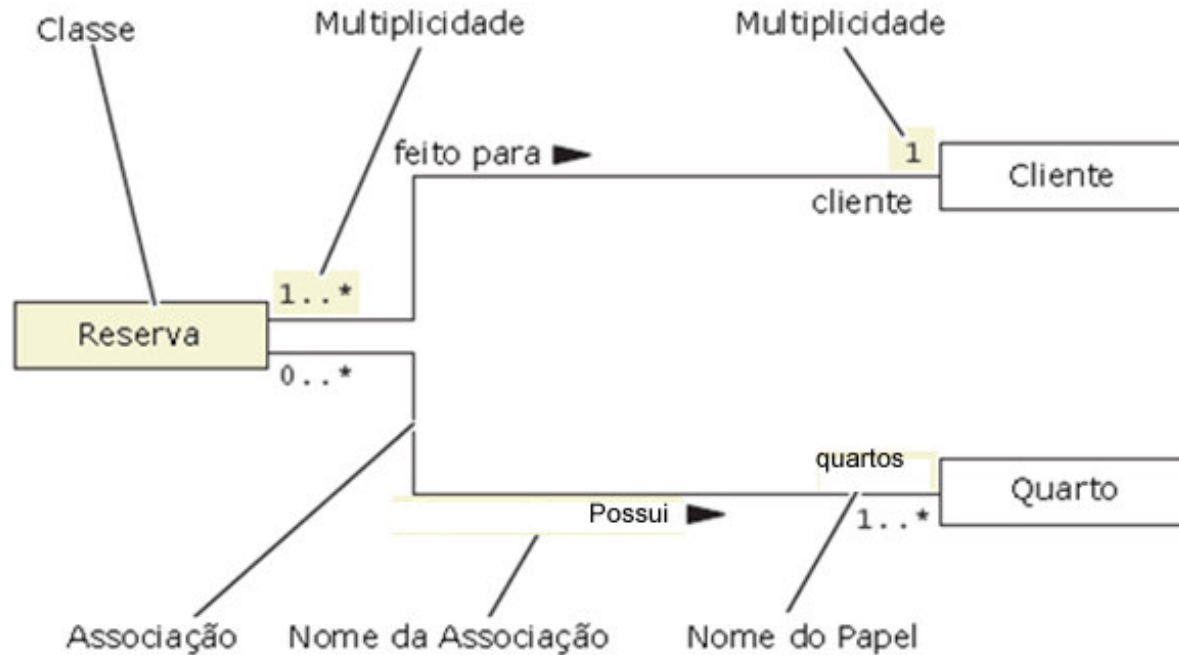 Classe
Multiplicidade
Multiplicidade
feito para
1
Cliente
cliente
1..*
Reserva
0..*
quartos
Quarto
Possui
1..*
Associação
Nome da Associação
Nome do Papel